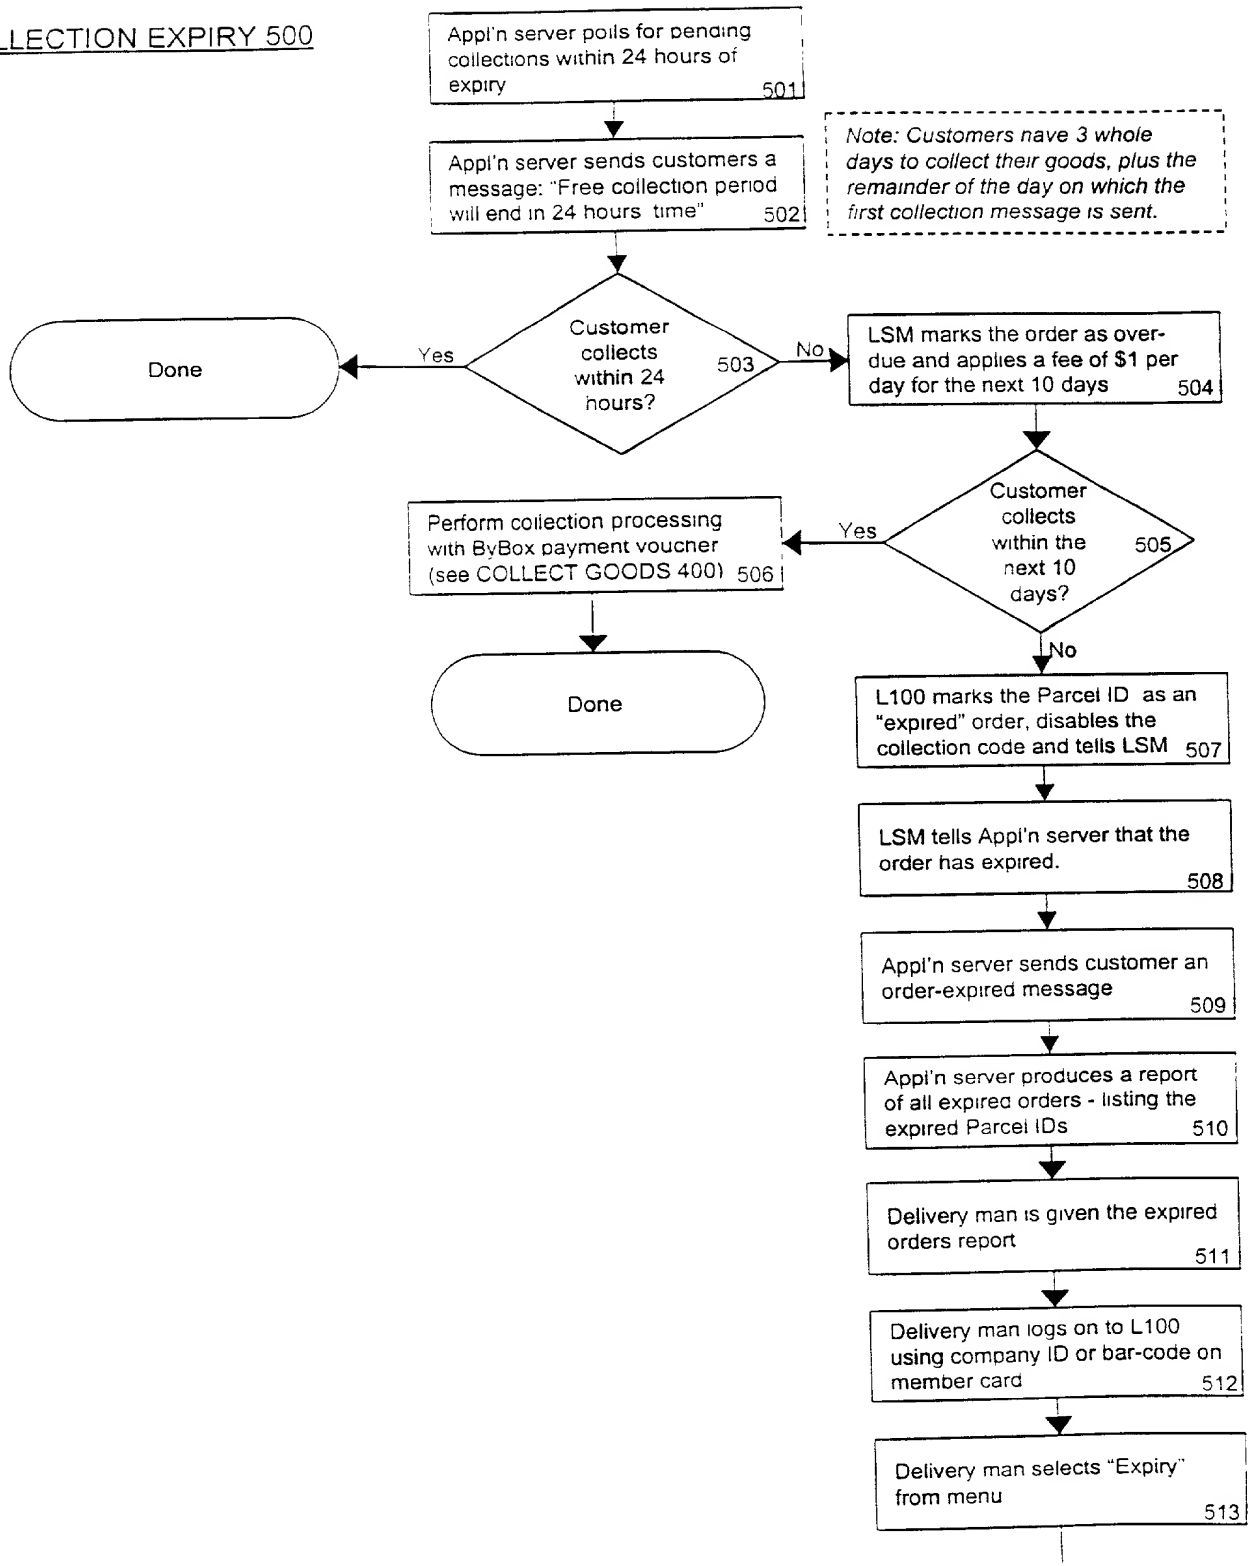 LLECTION EXPIRY 500
Appl'n server polls for pending
collections within 24 hours of
expiry
501
Appl'n server sends customers a
message: "Free collection period
will end in 24 hours time"
502
Note: Customers nave 3 whole
days to collect their goods, plus the
remainder of the day on which the
first collection message is sent.
Customer
collects
within 24
hours?
503
Yes
Done
No
LSM marks the order as over-
due and applies a fee of $1 per
day for the next 10 days
504
Customer
collects
within the
next 10
days?
505
Yes
Perform collection processing
with ByBox payment voucher
(see COLLECT GOODS 400)
506
Done
No
L100 marks the Parcel ID as an
"expired" order, disables the
collection code and tells LSM
507
LSM tells Appl'n server that the
order has expired.
508
Appl'n server sends customer an
order-expired message
509
Appl'n server produces a report
of all expired orders - listing the
expired Parcel IDs
510
Delivery man is given the expired
orders report
511
Delivery man logs on to L100
using company ID or bar-code on
member card
512
Delivery man selects "Expiry"
from menu
513